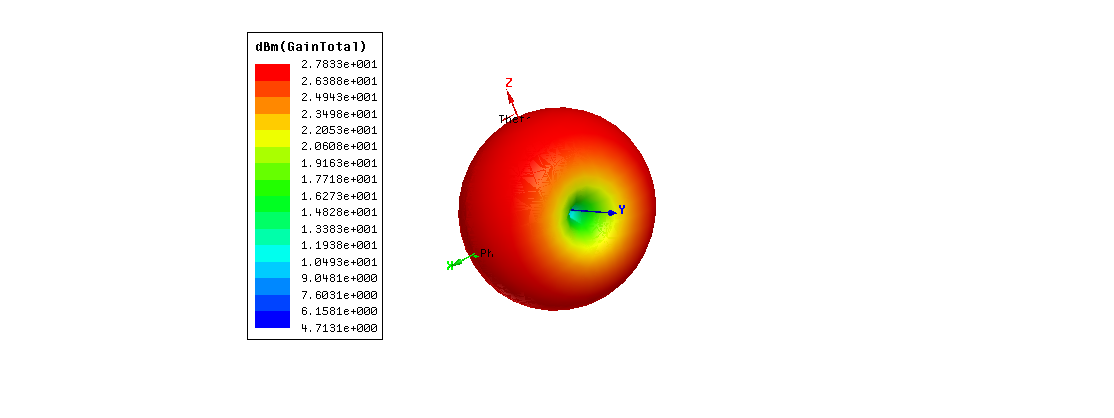 dBm(GainTotal)
2.7833e+001
2.6388e+001
2.4943e+001
2.3498e+001
2.2053e+001
2.0608e+001
1.9163e+001
1.7718e+001
1.6273e+001
1.4828e+001
1.3383e+001
1.1938e+001
1.0493e+001
9.0481e+000
7.6031e+000
6.1581e+000
4.7131e+000
Z
Y
Ph
X